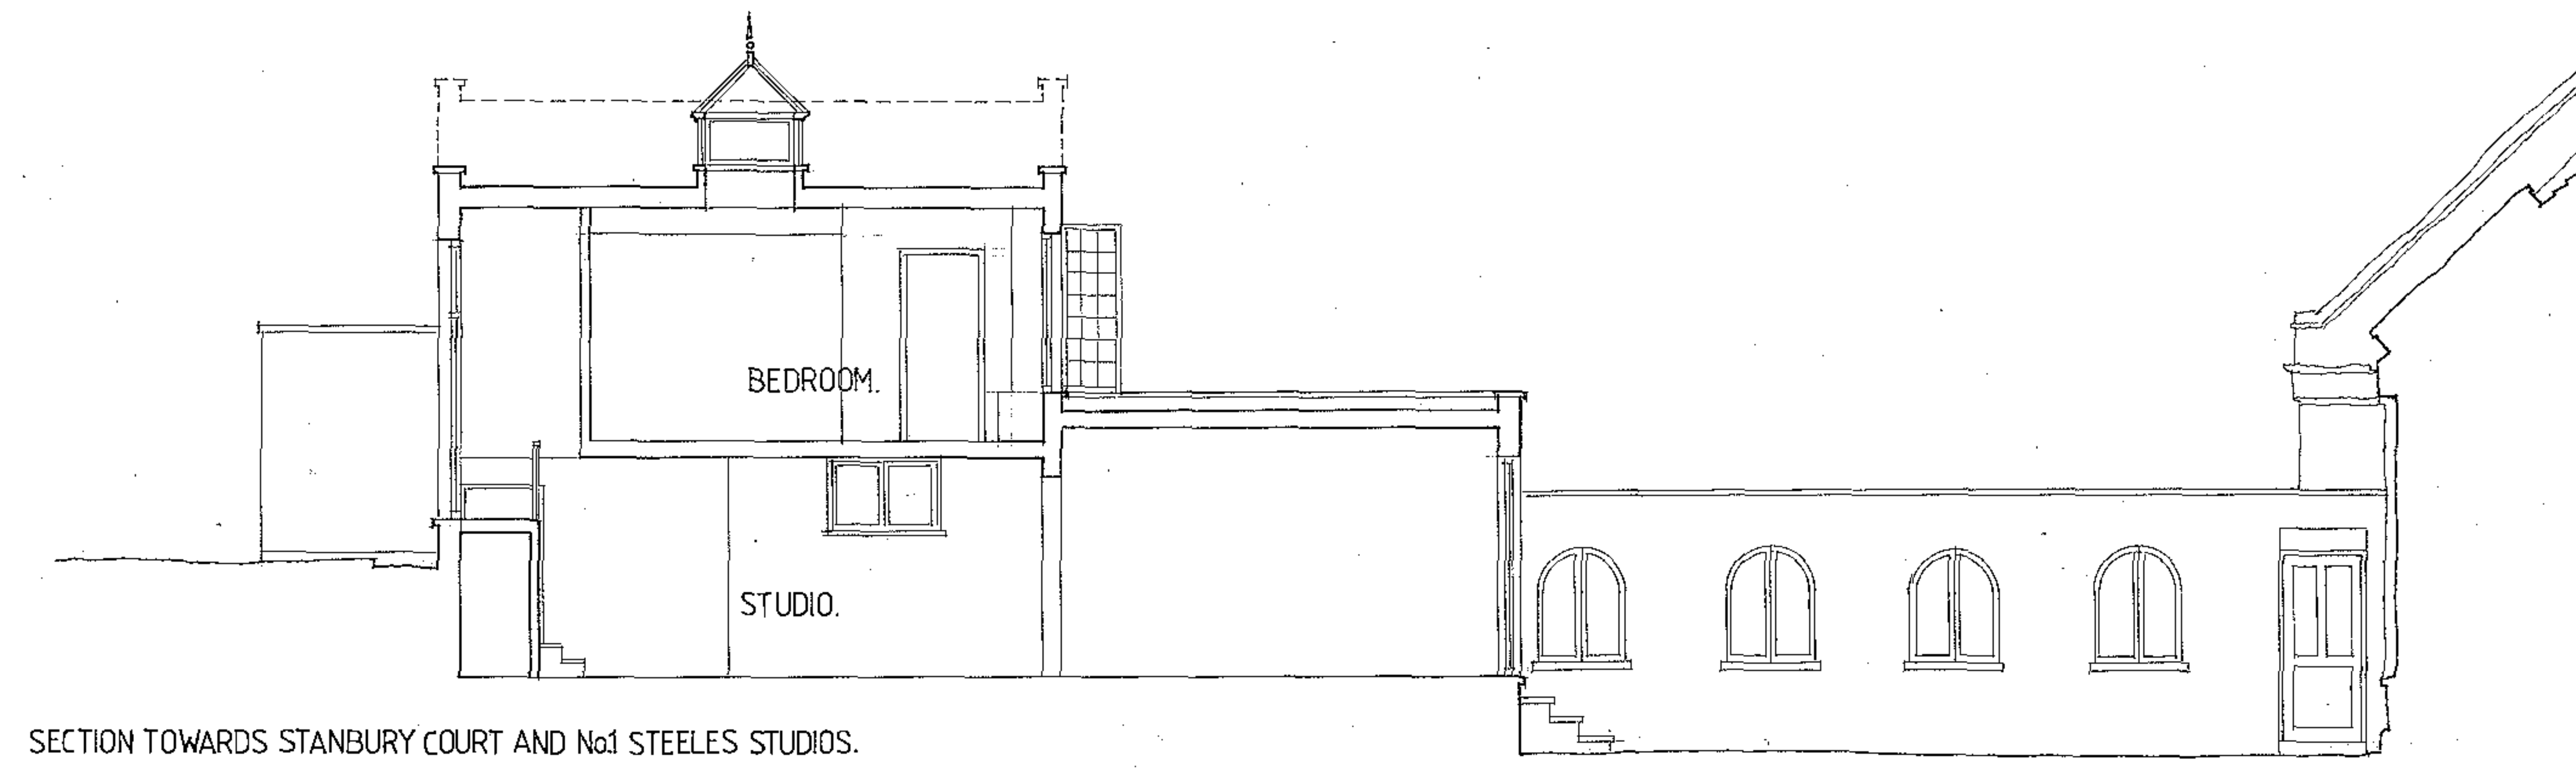 BEDROOM.
STUDIO.
SECTION TOWARDS STANBURY COURT AND No.1 STEELES STUDIOS.